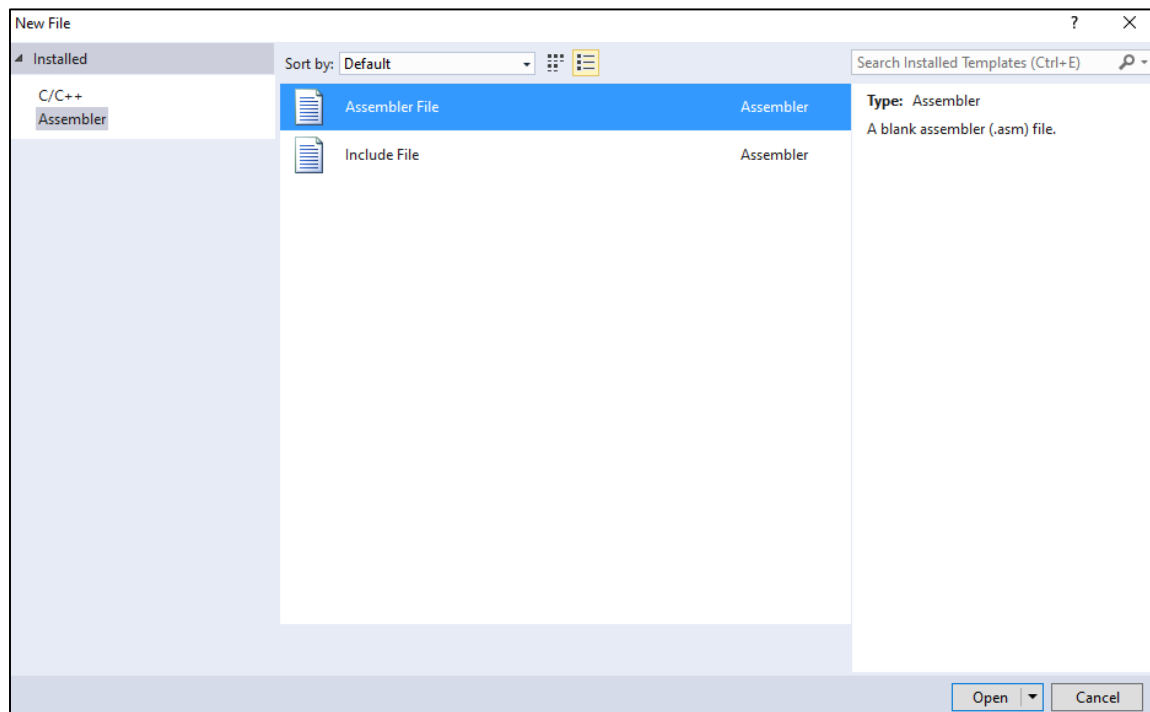 New File
?
Installed
C/C++
Assembler
Sort by: Default
Search Installed Templates (Ctrl+E)
Assembler File Assembler
Include File Assembler
Type: Assembler
A blank assembler (.asm) file.
Open Cancel